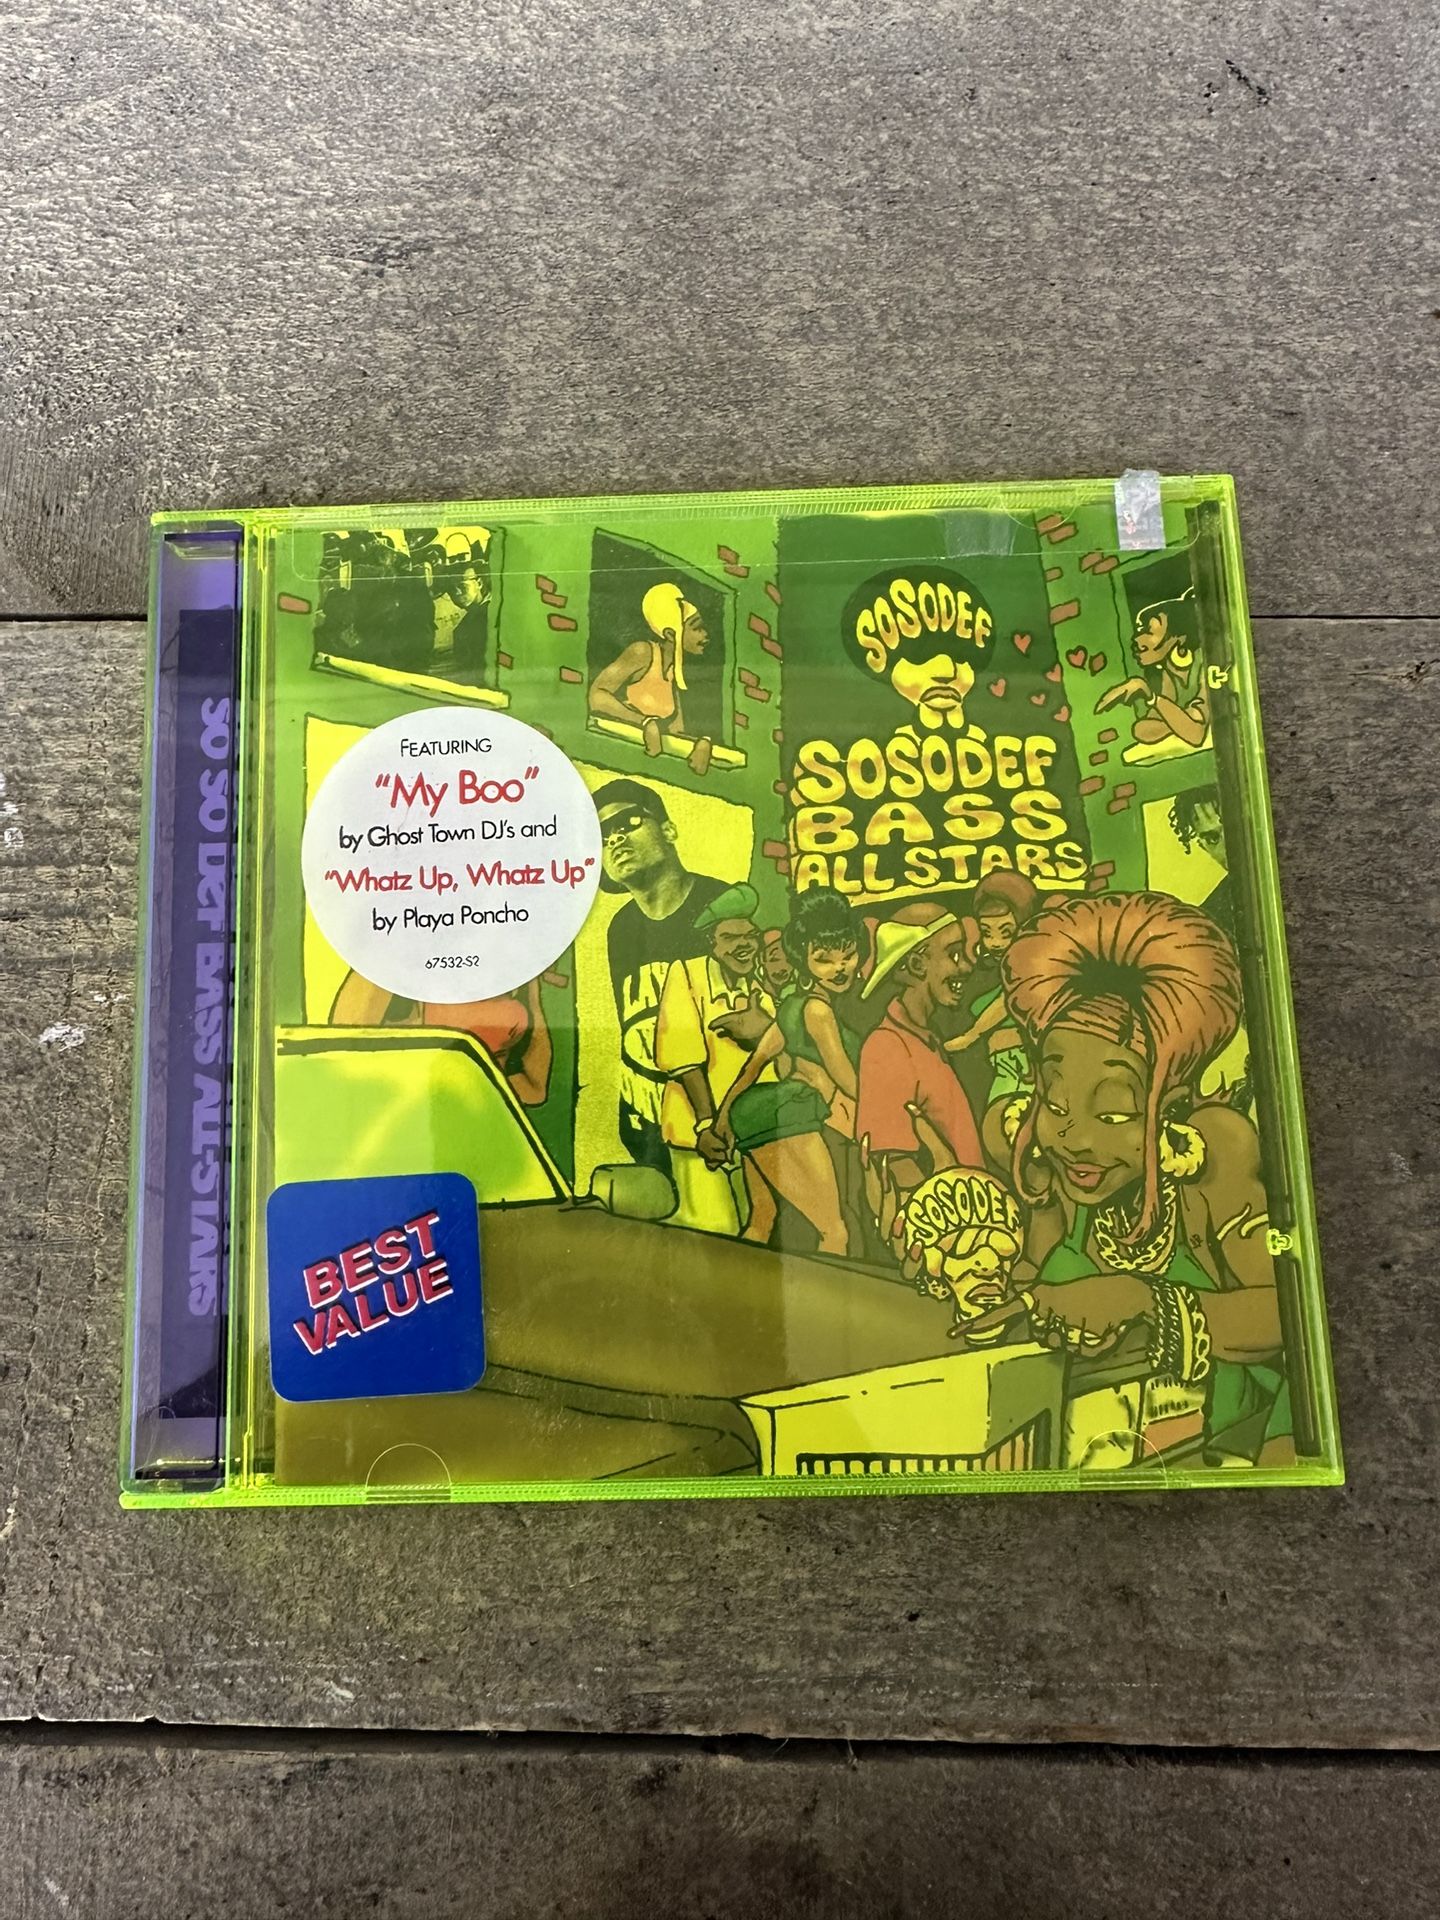 SO SO DEF BASS ALL-STARS
FEATURING
"My Boo"
by Ghost Town DJ's and
"Whatz Up, Whatz Up"
by Playa Poncho
67532-S2
SOSODEF
SOSODEF
BASS
ALL STARS
LAY
SOSODEF
BEST
VALUE